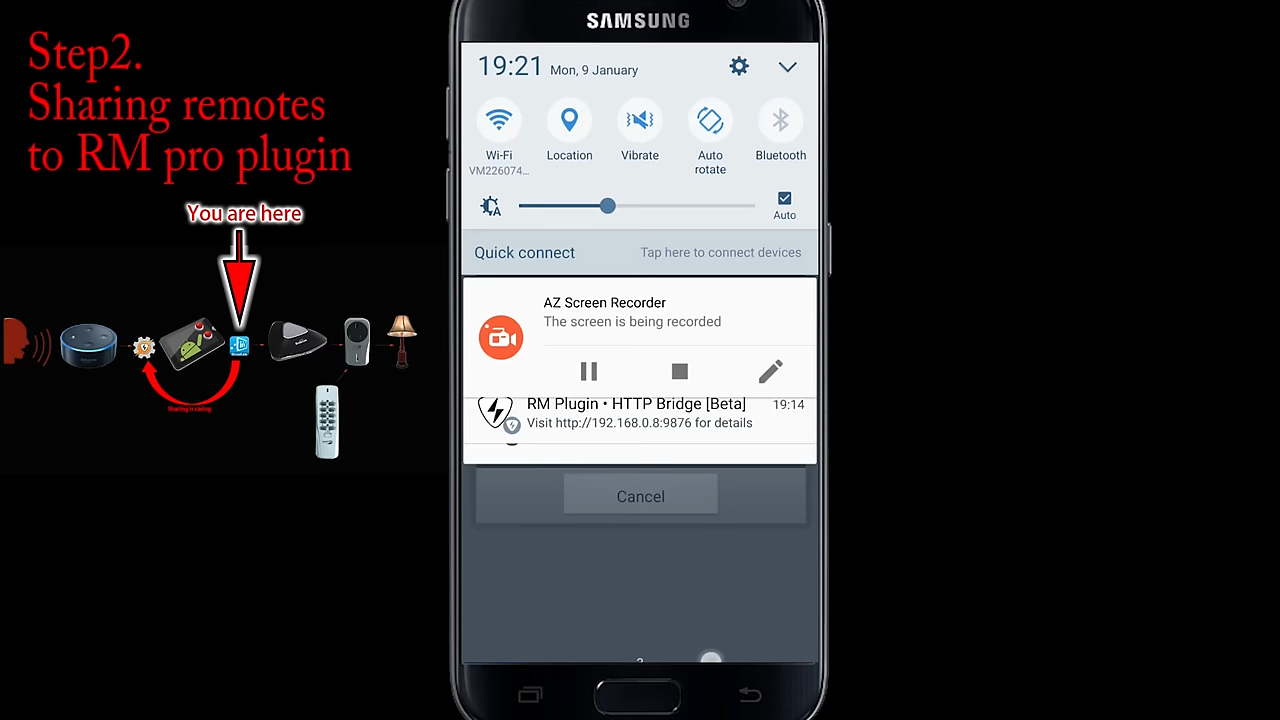 Step2.
Sharing remotes
to RM pro plugin
You are here
Sharing is caring
SAMSUNG
19:21 Mon, 9 January
Wi-Fi
VM226074...
Location
Vibrate
Auto
rotate
Bluetooth
A
Auto
Quick connect
Tap here to connect devices
AZ Screen Recorder
The screen is being recorded
RM Plugin • HTTP Bridge [Beta]
19:14
Visit http://192.168.0.8:9876 for details
Cancel